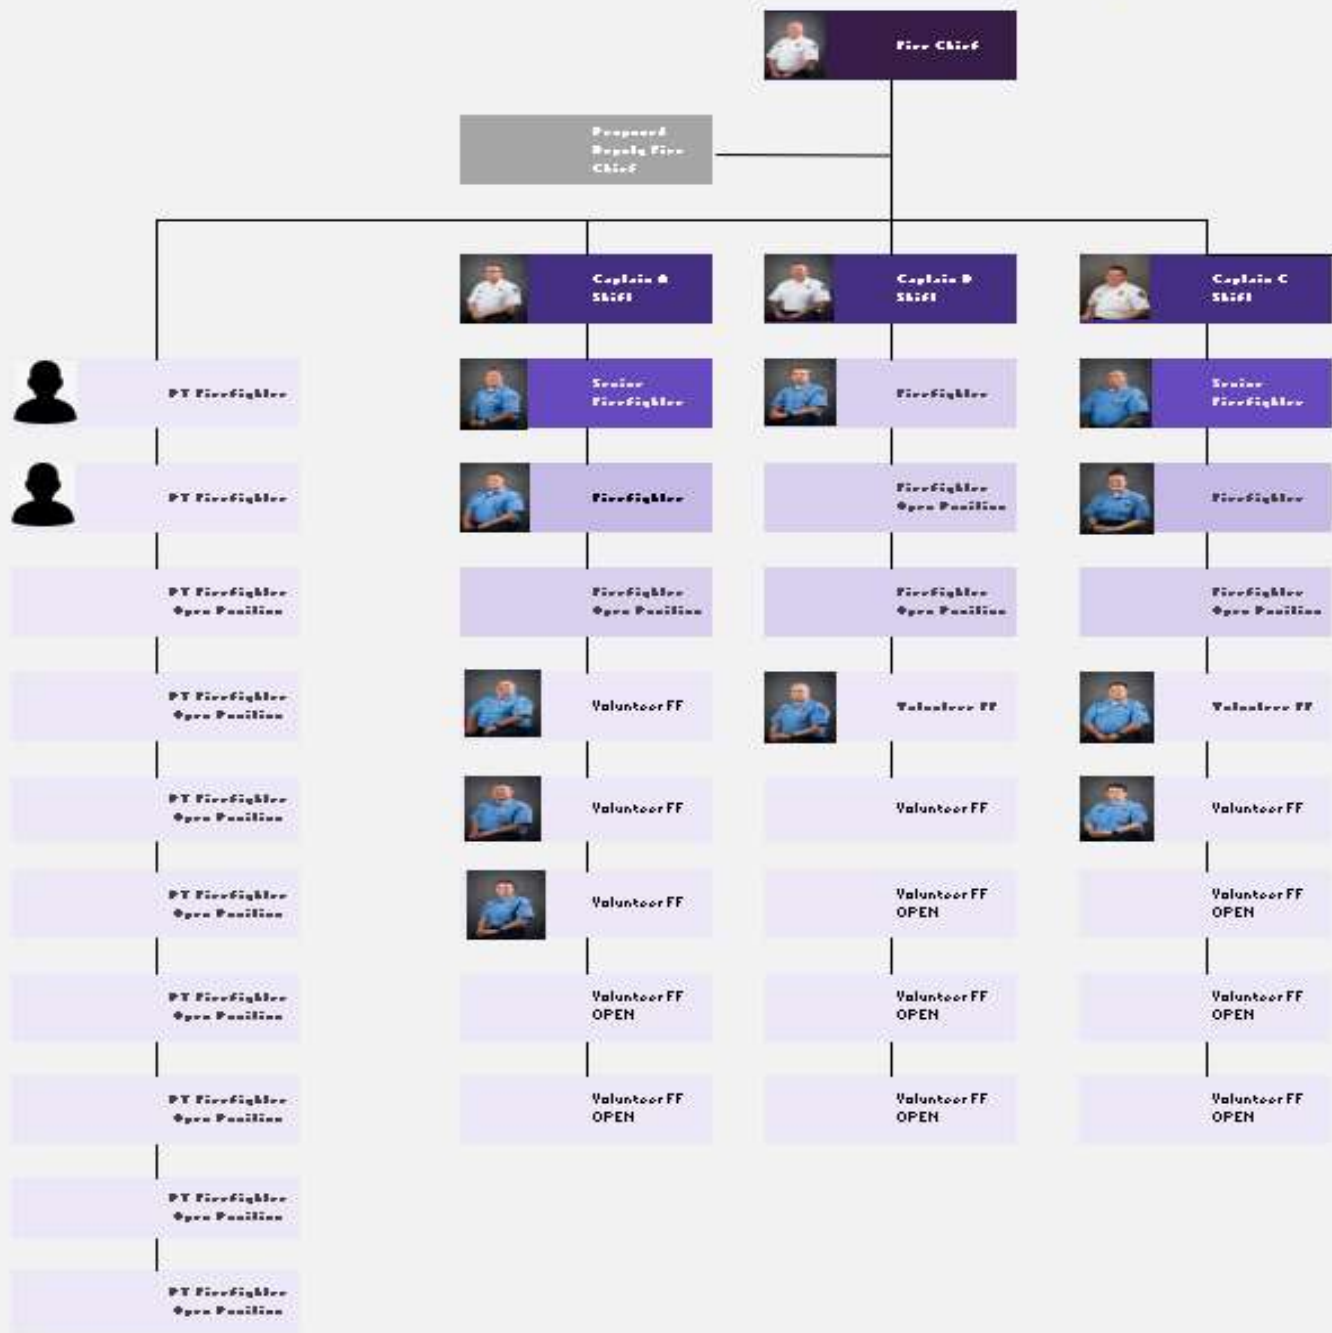 Fire Chief
Proposed
Deputy Fire
Chief
Captain A
Shift
Captain B
Shift
Captain C
Shift
PT Firefighter
Senior
Firefighter
Firefighter
Senior
Firefighter
PT Firefighter
Firefighter
Firefighter
Open Position
Firefighter
PT Firefighter
Open Position
Firefighter
Open Position
Firefighter
Open Position
Firefighter
Open Position
PT Firefighter
Open Position
Volunteer FF
Volunteer FF
Volunteer FF
PT Firefighter
Open Position
Volunteer FF
Volunteer FF
Volunteer FF
PT Firefighter
Open Position
Volunteer FF
Volunteer FF
OPEN
Volunteer FF
OPEN
PT Firefighter
Open Position
Volunteer FF
OPEN
Volunteer FF
OPEN
Volunteer FF
OPEN
PT Firefighter
Open Position
Volunteer FF
OPEN
Volunteer FF
OPEN
Volunteer FF
OPEN
PT Firefighter
Open Position
PT Firefighter
Open Position